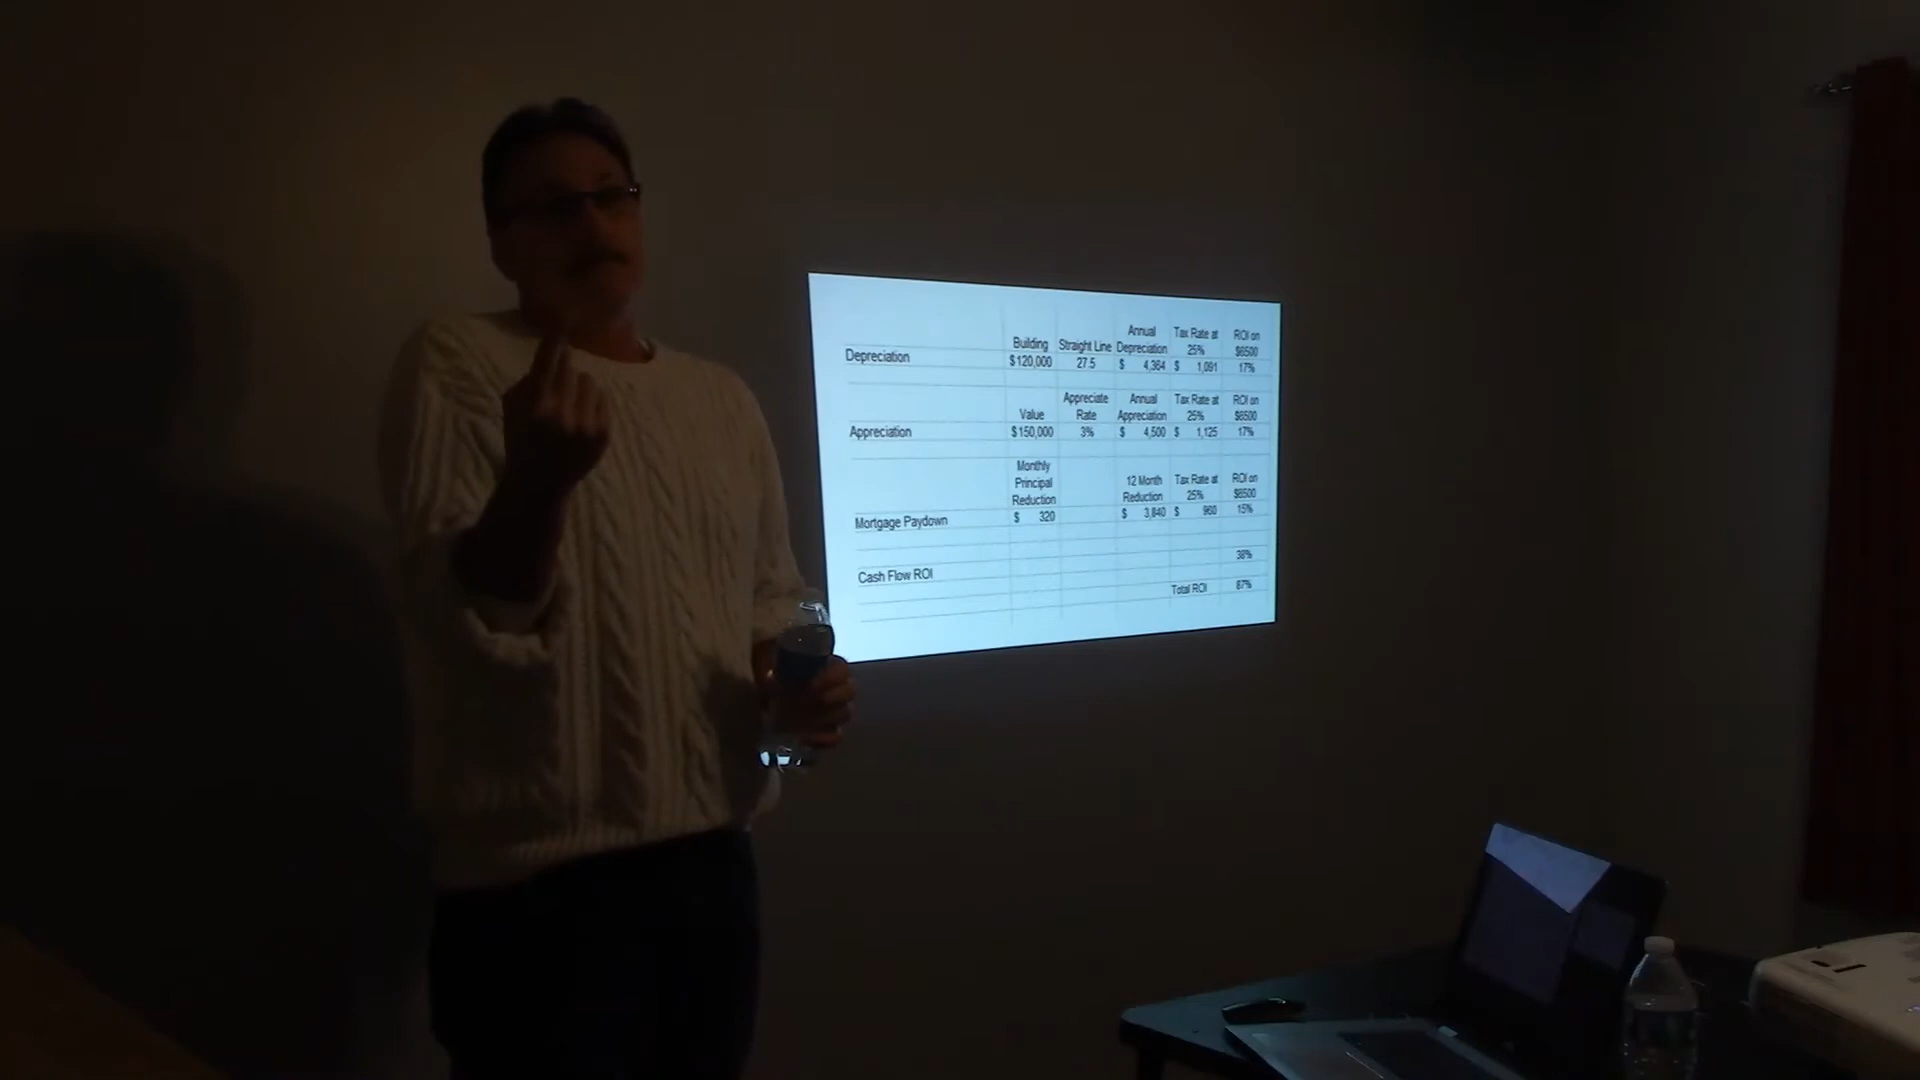 Building Straight Line Annual Depreciation Tax Rate at 25% ROI on $6500
Depreciation $120,000 27.5 $ 4,364 $ 1,091 17%
Value Appreciate Rate Annual Appreciation Tax Rate at 25% ROI on $6500
Appreciation $150,000 3% $ 4,500 $ 1,125 17%
Monthly Principal Reduction 12 Month Reduction Tax Rate at 25% ROI on $6500
Mortgage Paydown $ 320 $ 3,840 $ 960 15%
Cash Flow ROI 38%
Total ROI 87%